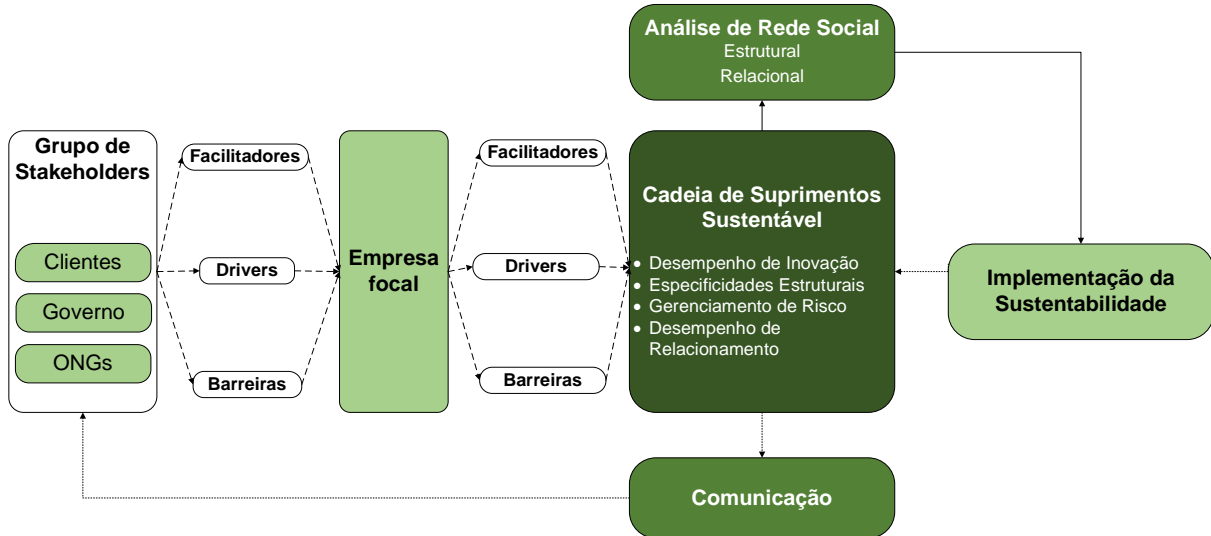 Grupo de
Stakeholders
Clientes
Governo
ONGs
Facilitadores
Drivers
Barreiras
Empresa
focal
Facilitadores
Drivers
Barreiras
Análise de Rede Social
Estrutural
Relacional
Cadeia de Suprimentos
Sustentável
• Desempenho de Inovação
• Especificidades Estruturais
• Gerenciamento de Risco
• Desempenho de
Relacionamento
Comunicação
Implementação da
Sustentabilidade